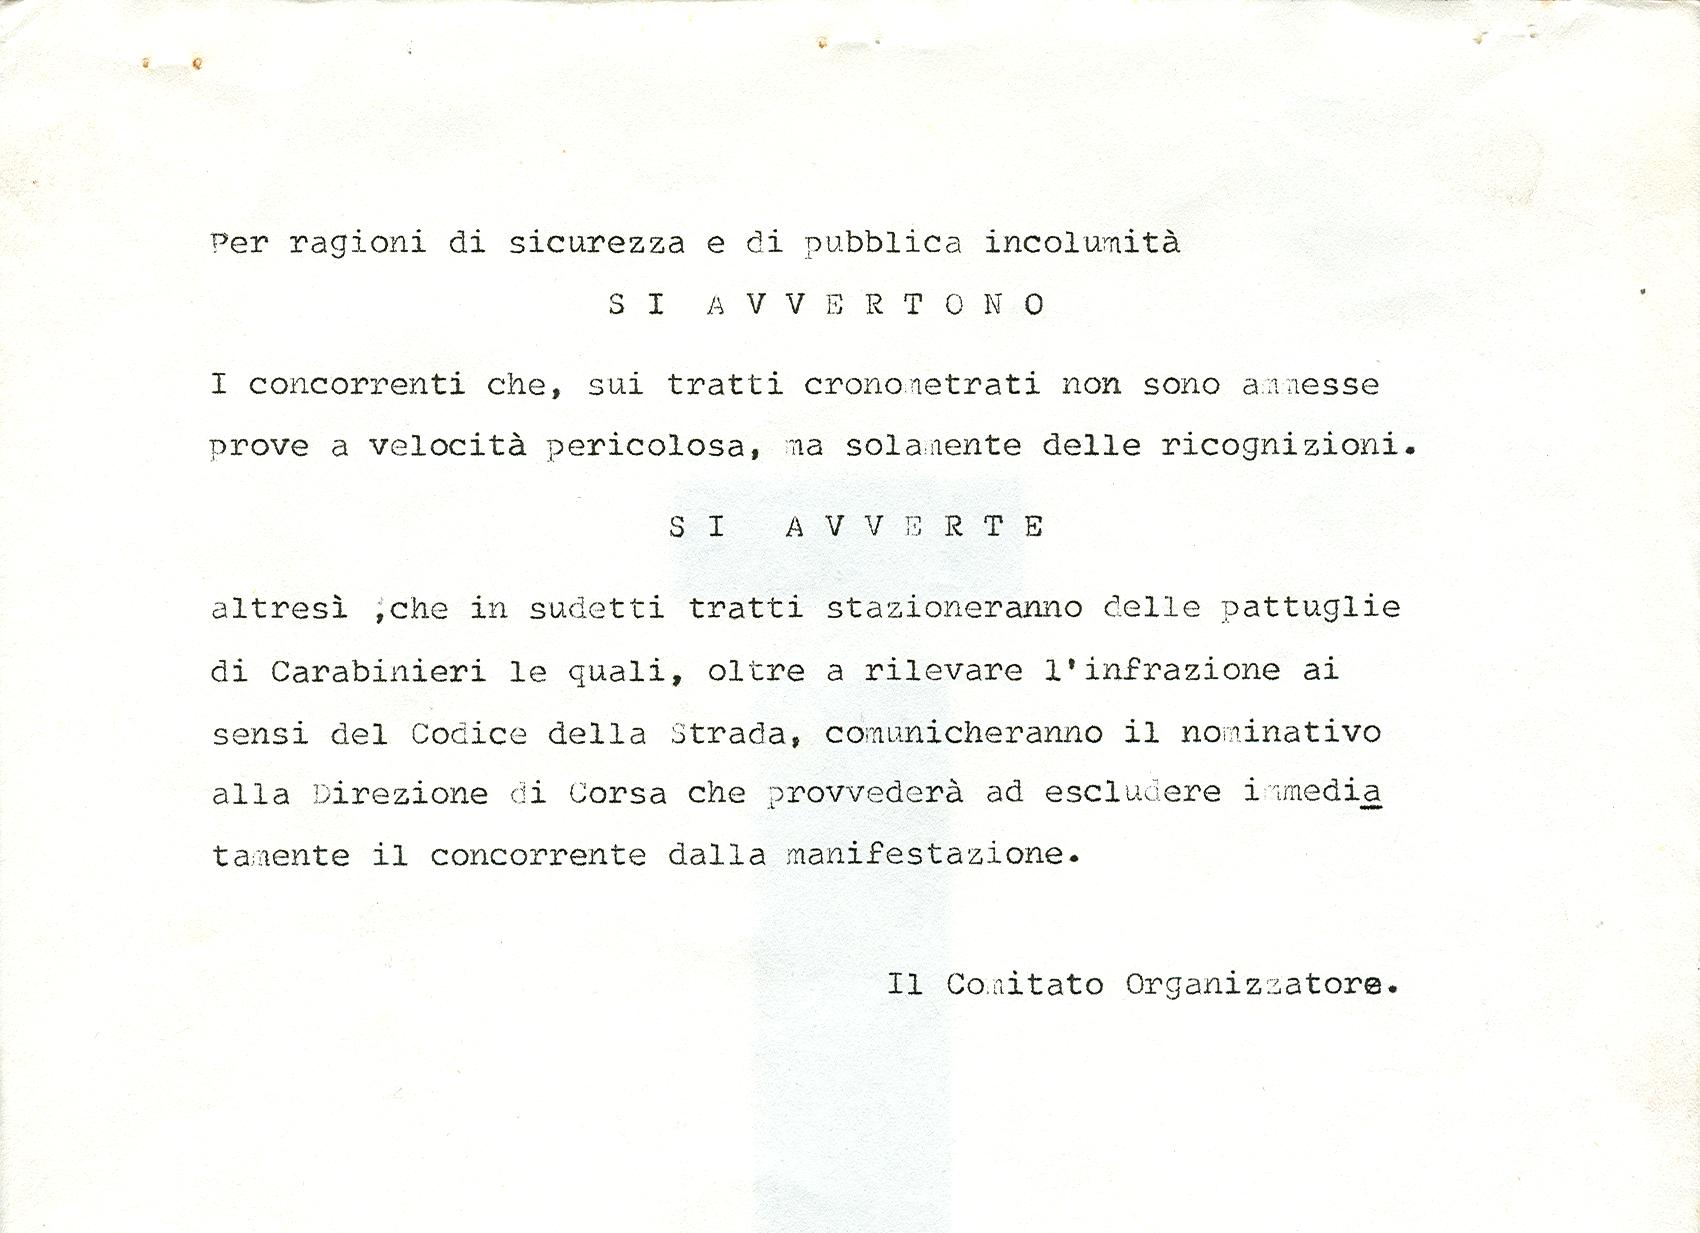 Per ragioni di sicurezza e di pubblica incolumità
S I A V V E R T O N O
I concorrenti che, sui tratti cronometrati non sono ammesse
prove a velocità pericolosa, ma solamente delle ricognizioni.
S I A V V E R T E
altresì ,che in sudetti tratti stazioneranno delle pattuglie
di Carabinieri le quali, oltre a rilevare l'infrazione ai
sensi del Codice della Strada, comunicheranno il nominativo
alla Direzione di Corsa che provvederà ad escludere immedia
tamente il concorrente dalla manifestazione.
Il Comitato Organizzatore.